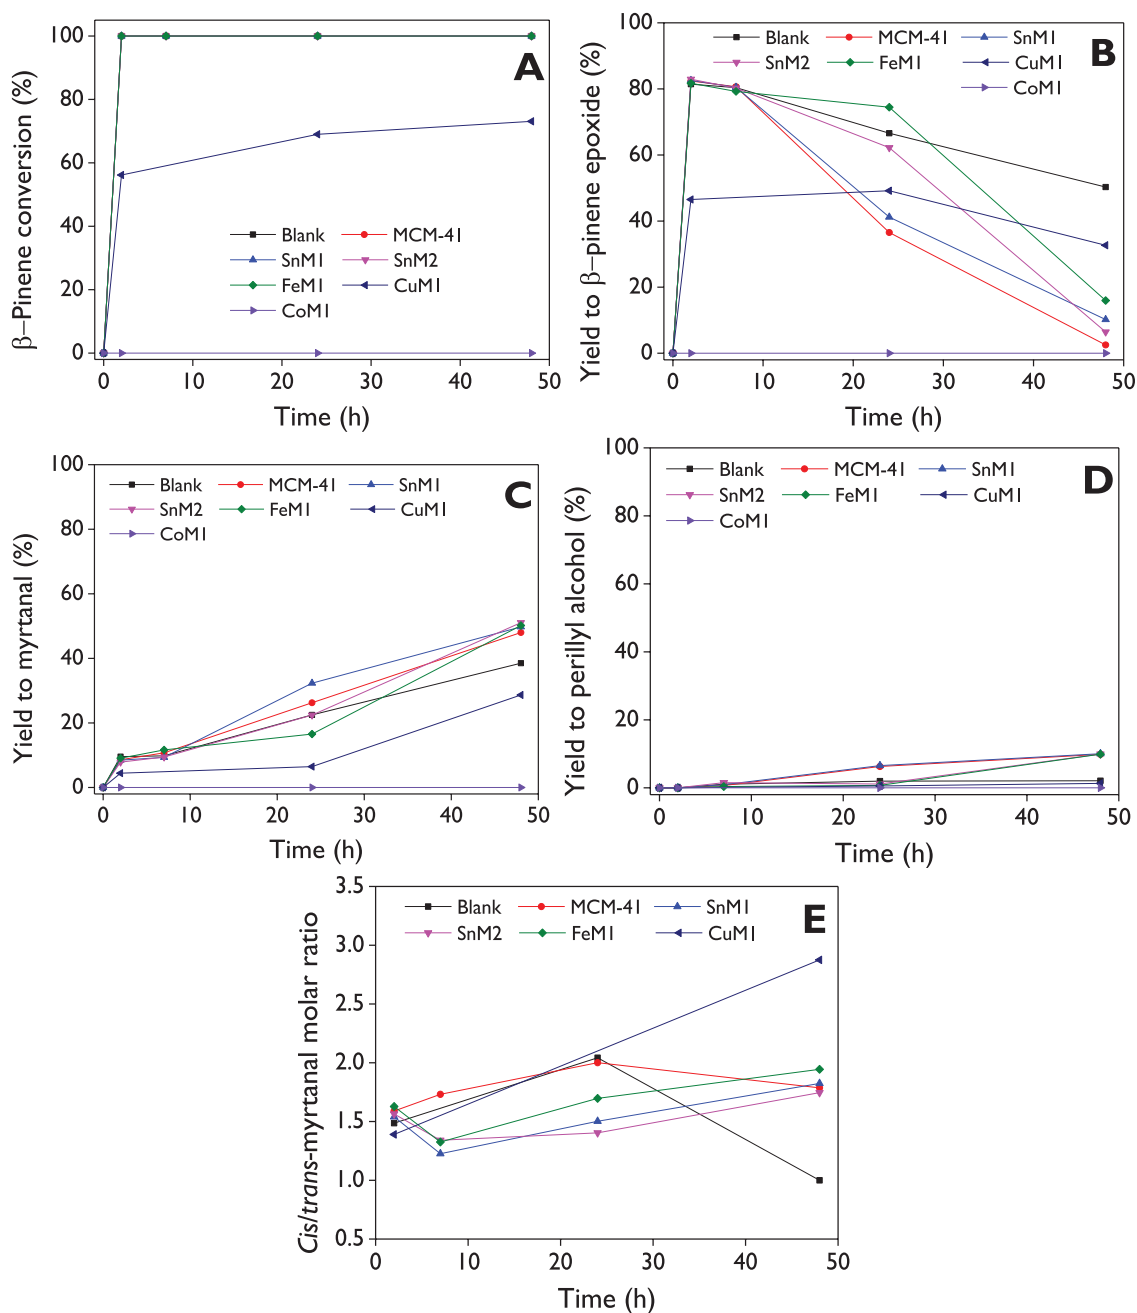 β–Pinene conversion (%)
100
80
60
40
20
0
A
Blank MCM-41
SnM1 SnM2
FeM1 CuM1
CoM1
0 10 20 30 40 50
Time (h)
Yield to β–pinene epoxide (%)
100
80
60
40
20
0
B
Blank MCM-41 SnM1
SnM2 FeM1 CuM1
CoM1
0 10 20 30 40 50
Time (h)
Yield to myrtanal (%)
100
80
60
40
20
0
C
Blank MCM-41 SnM1
SnM2 FeM1 CuM1
CoM1
0 10 20 30 40 50
Time (h)
Yield to perillyl alcohol (%)
100
80
60
40
20
0
D
Blank MCM-41 SnM1
SnM2 FeM1 CuM1
CoM1
0 10 20 30 40 50
Time (h)
Cis/trans-myrtanal molar ratio
3.5
3.0
2.5
2.0
1.5
1.0
0.5
E
Blank MCM-41 SnM1
SnM2 FeM1 CuM1
0 10 20 30 40 50
Time (h)